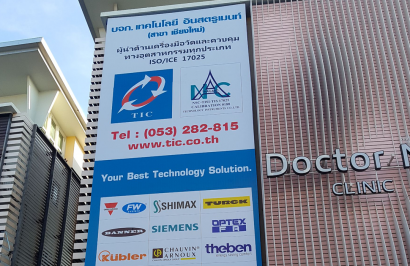 บจก. เทคโนโลยี อินสตรูเมนท์
(สาขา เชียงใหม่)
ผู้นำด้านเครื่องมือวัดและควบคุม
ทางอุตสาหกรรมทุกประเภท
ISO/ICE 17025
TIC
Tel : (053) 282-815
www.tic.co.th
Your Best Technology Solution.
FW
SHIMAX
TURCK
BANNER
SIEMENS
OPTEX
FA
Kübler
CHAUVIN
ARNOUX
theben
Doctor
CLINIC